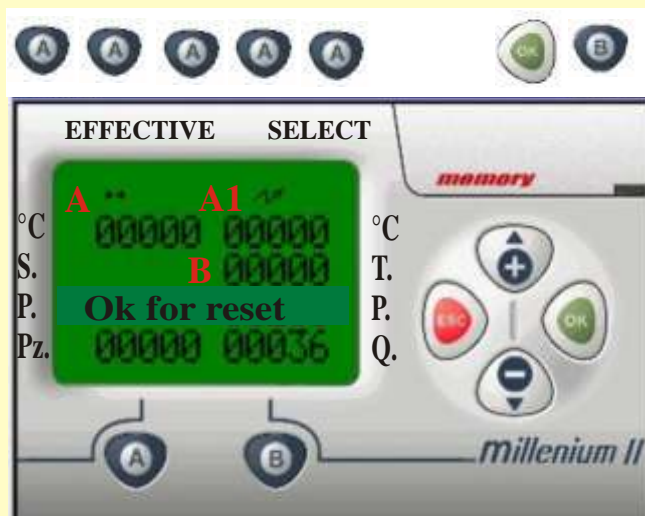 A A A A A OK B
EFFECTIVE SELECT
memory
A A1
°C 00000 00000 °C
S. B 00000 T.
P. Ok for reset P.
Pz. 00000 00036 Q.
ESC OK
A B
millenium II